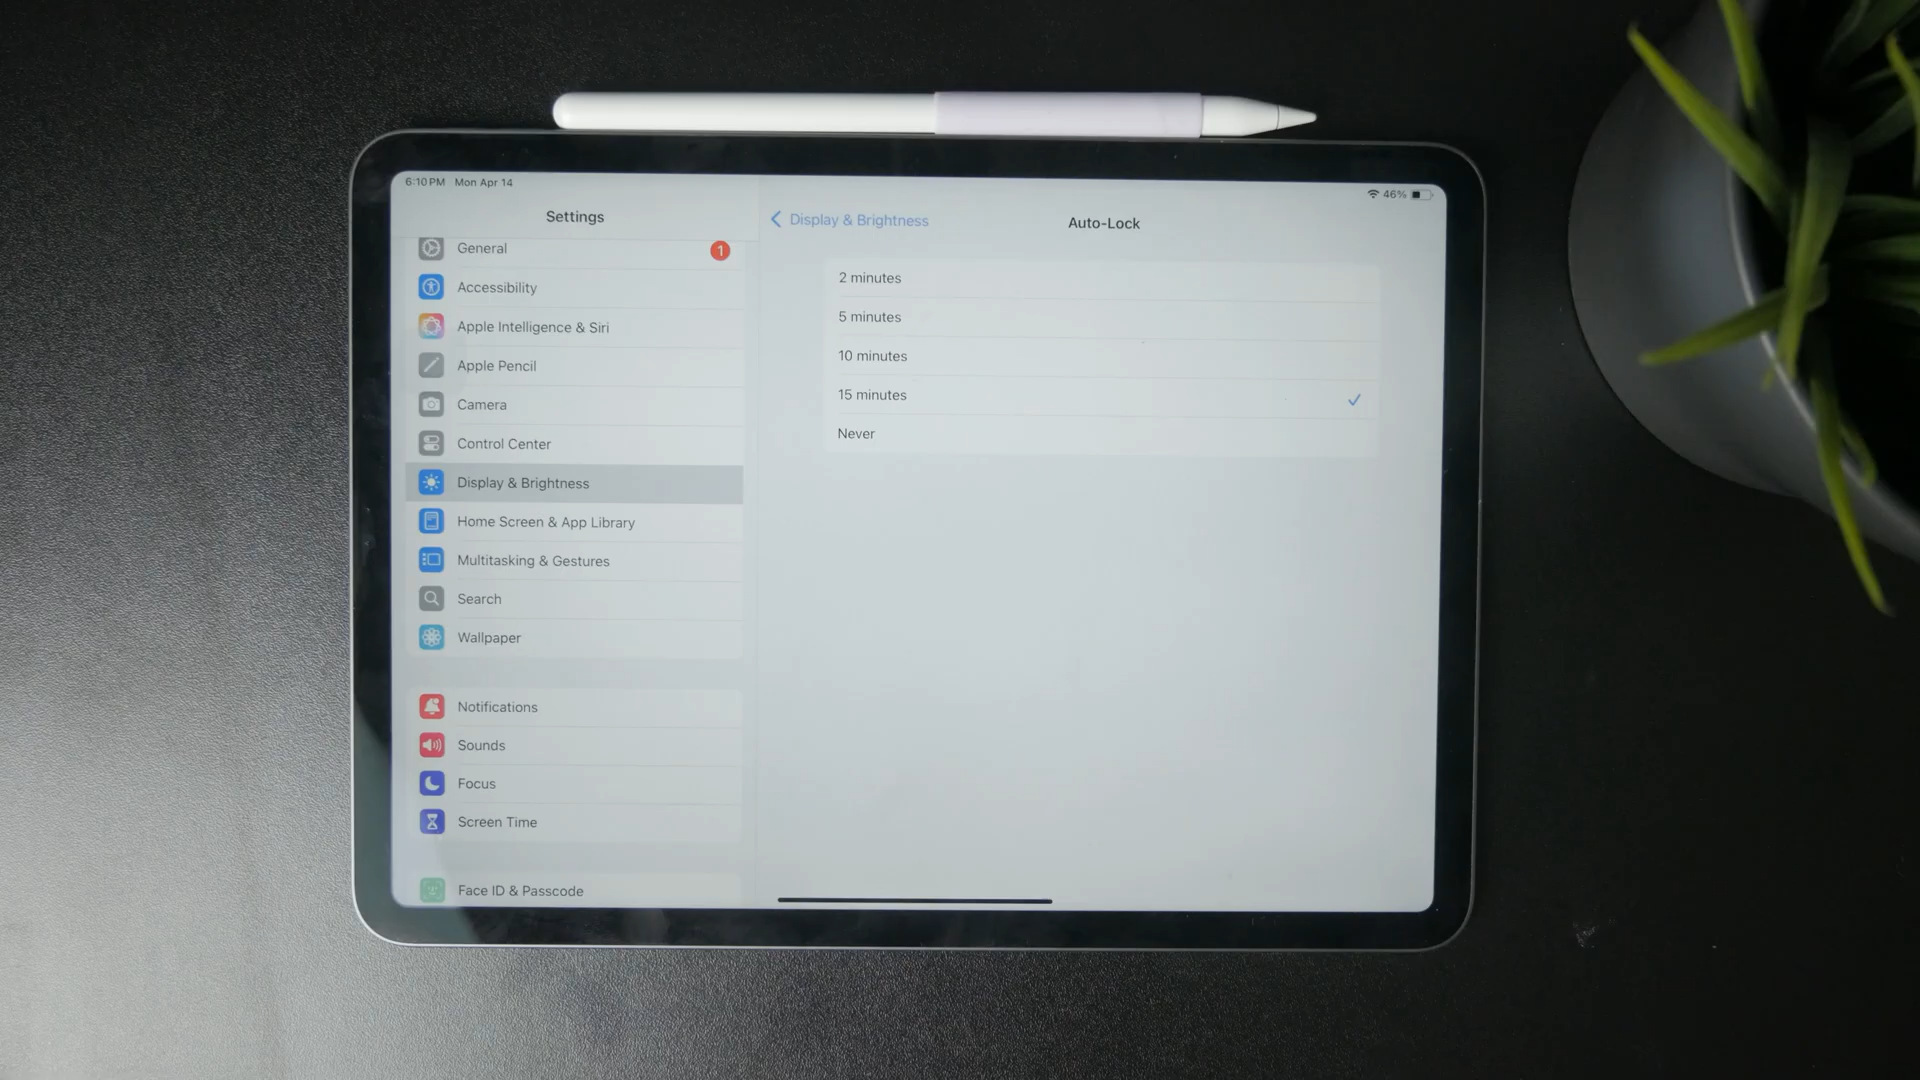 6:10 PM Mon Apr 14
46%
Settings
General
1
Accessibility
Apple Intelligence & Siri
Apple Pencil
Camera
Control Center
Display & Brightness
Home Screen & App Library
Multitasking & Gestures
Search
Wallpaper
Notifications
Sounds
Focus
Screen Time
Face ID & Passcode
Display & Brightness
Auto-Lock
2 minutes
5 minutes
10 minutes
15 minutes
Never